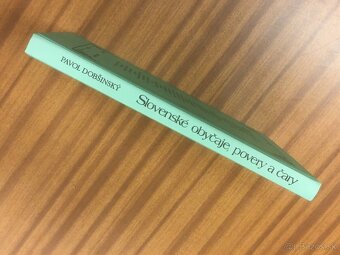 PAVOL DOBŠINSKÝ
Slovenské obyčaje, povery a čary